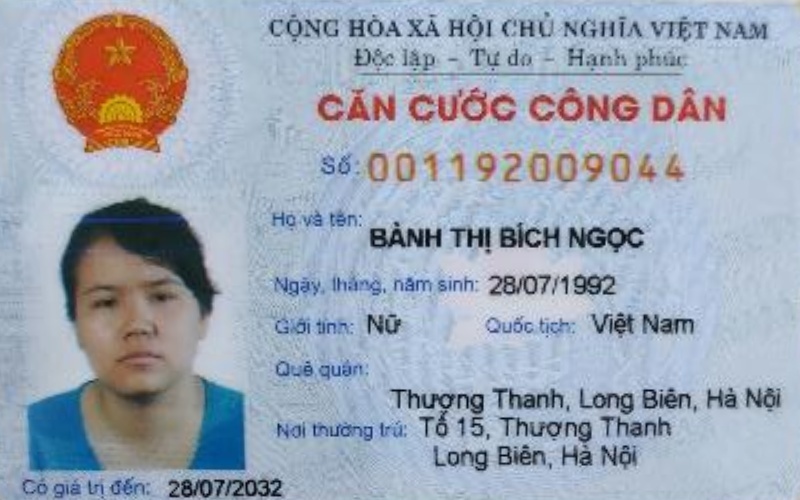 CỘNG HÒA XÃ HỘI CHỦ NGHĨA VIỆT NAM
Độc lập - Tự do - Hạnh phúc
CĂN CƯỚC CÔNG DÂN
Số: 001192009044
Họ và tên: BÀNH THỊ BÍCH NGỌC
Ngày, tháng, năm sinh: 28/07/1992
Giới tính: Nữ Quốc tịch: Việt Nam
Quê quán:
Thượng Thanh, Long Biên, Hà Nội
Nơi thường trú: Tổ 15, Thượng Thanh
Long Biên, Hà Nội
Có giá trị đến: 28/07/2032